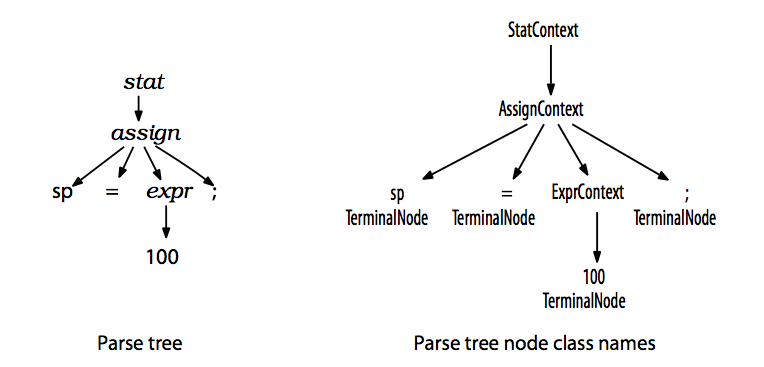 stat
assign
sp = expr ;
100
Parse tree
StatContext
AssignContext
sp = ExprContext ;
TerminalNode TerminalNode TerminalNode
100
TerminalNode
Parse tree node class names